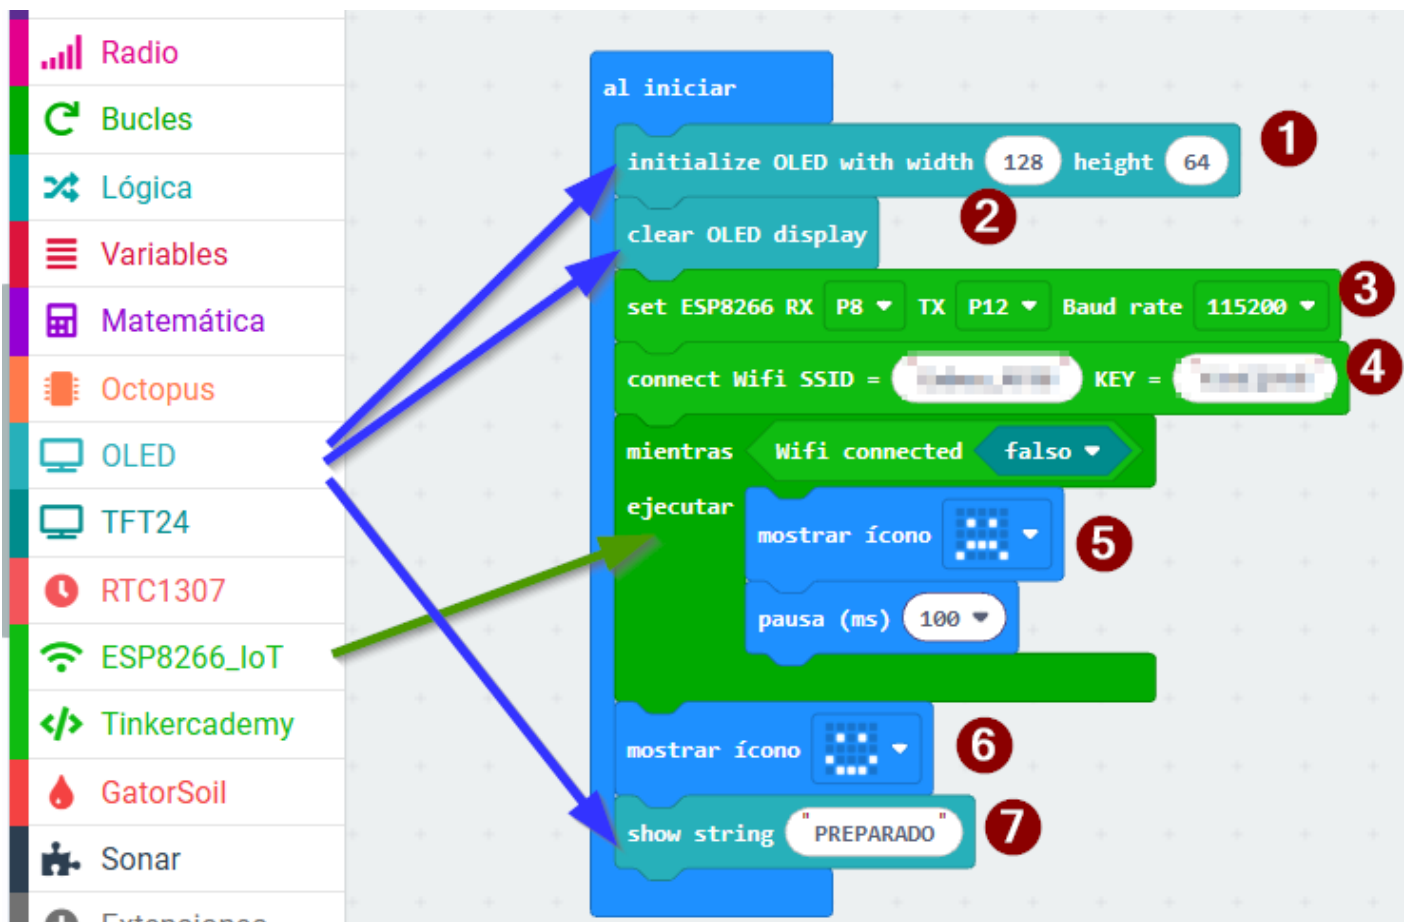 Radio
Bucles
Lógica
Variables
Matemática
Octopus
OLED
TFT24
RTC1307
ESP8266_IoT
Tinkercademy
GatorSoil
Sonar
Extensiones
al iniciar
initialize OLED with width 128 height 64 1
clear OLED display 2
set ESP8266 RX P8 TX P12 Baud rate 115200 3
connect Wifi SSID = KEY = 4
mientras Wifi connected falso
ejecutar
mostrar ícono 5
pausa (ms) 100
mostrar ícono 6
show string "PREPARADO" 7